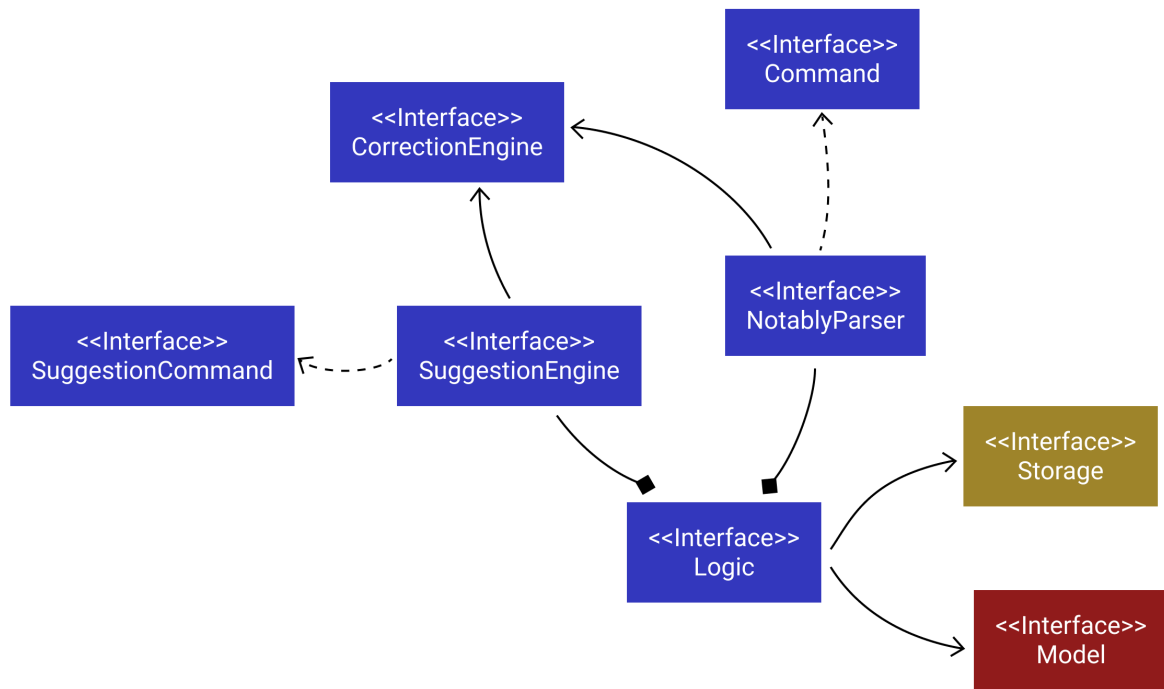 <<Interface>>
Command
<<Interface>>
CorrectionEngine
<<Interface>>
NotablyParser
<<Interface>>
SuggestionCommand
<<Interface>>
SuggestionEngine
<<Interface>>
Storage
<<Interface>>
Logic
<<Interface>>
Model